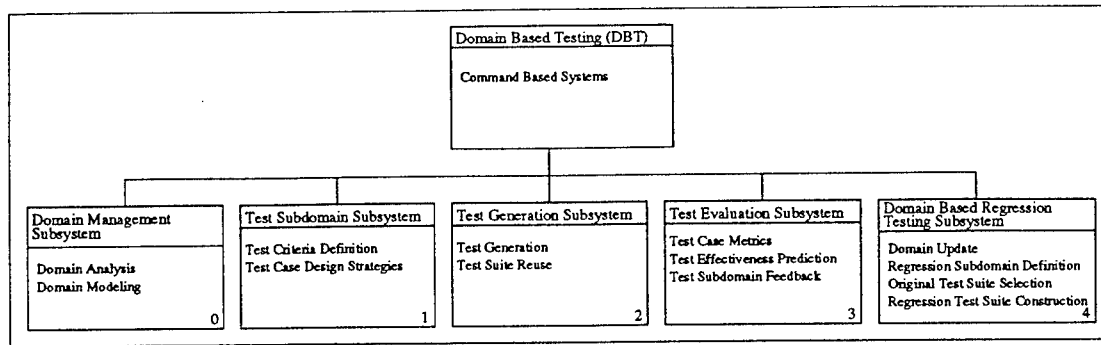 Domain Based Testing (DBT)
Command Based Systems
Domain Management
Subsystem
Domain Analysis
Domain Modeling
0
Test Subdomain Subsystem
Test Criteria Definition
Test Case Design Strategies
1
Test Generation Subsystem
Test Generation
Test Suite Reuse
2
Test Evaluation Subsystem
Test Case Metrics
Test Effectiveness Prediction
Test Subdomain Feedback
3
Domain Based Regression
Testing Subsystem
Domain Update
Regression Subdomain Definition
Original Test Suite Selection
Regression Test Suite Construction
4